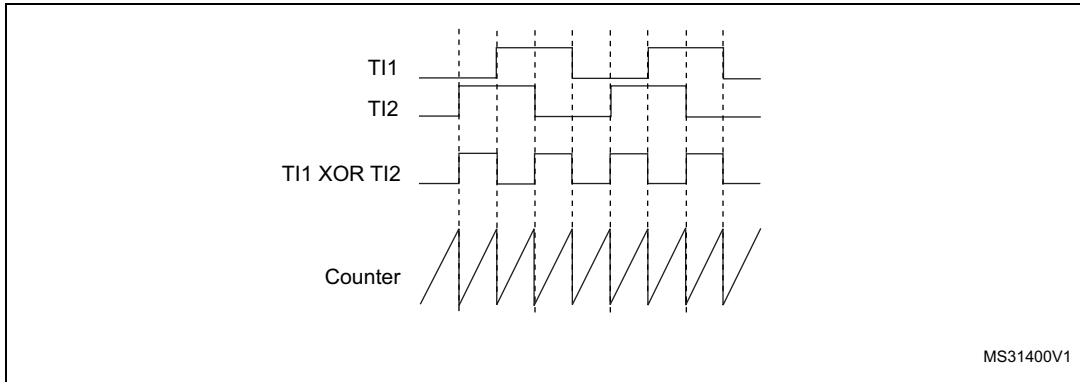 TI1
TI2
TI1 XOR TI2
Counter
MS31400V1